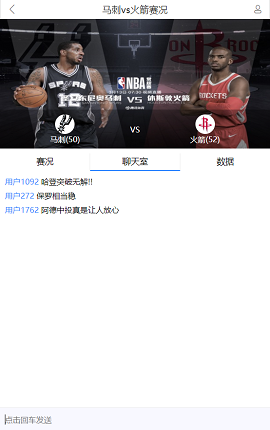 马刺vs火箭赛况
NBA
圣安东尼奥马刺 VS 休斯敦火箭
ROCKETS
VS
马刺(50)
火箭(52)
赛况
聊天室
数据
用户1092 哈登突破无解!!
用户272 保罗相当稳
用户1762 阿德中投真是让人放心
点击回车发送